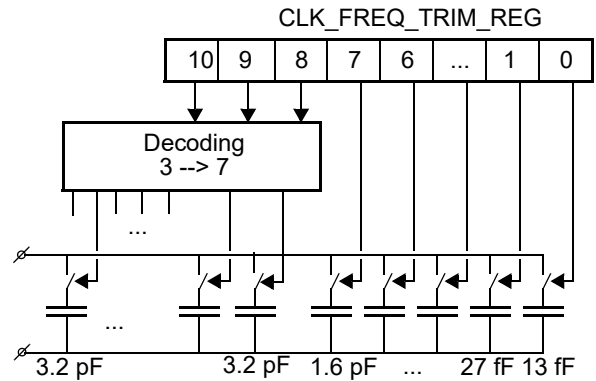 CLK_FREQ_TRIM_REG
10 9 8 7 6 ... 1 0
Decoding
3 --> 7
...
...
3.2 pF 3.2 pF 1.6 pF ... 27 fF 13 fF